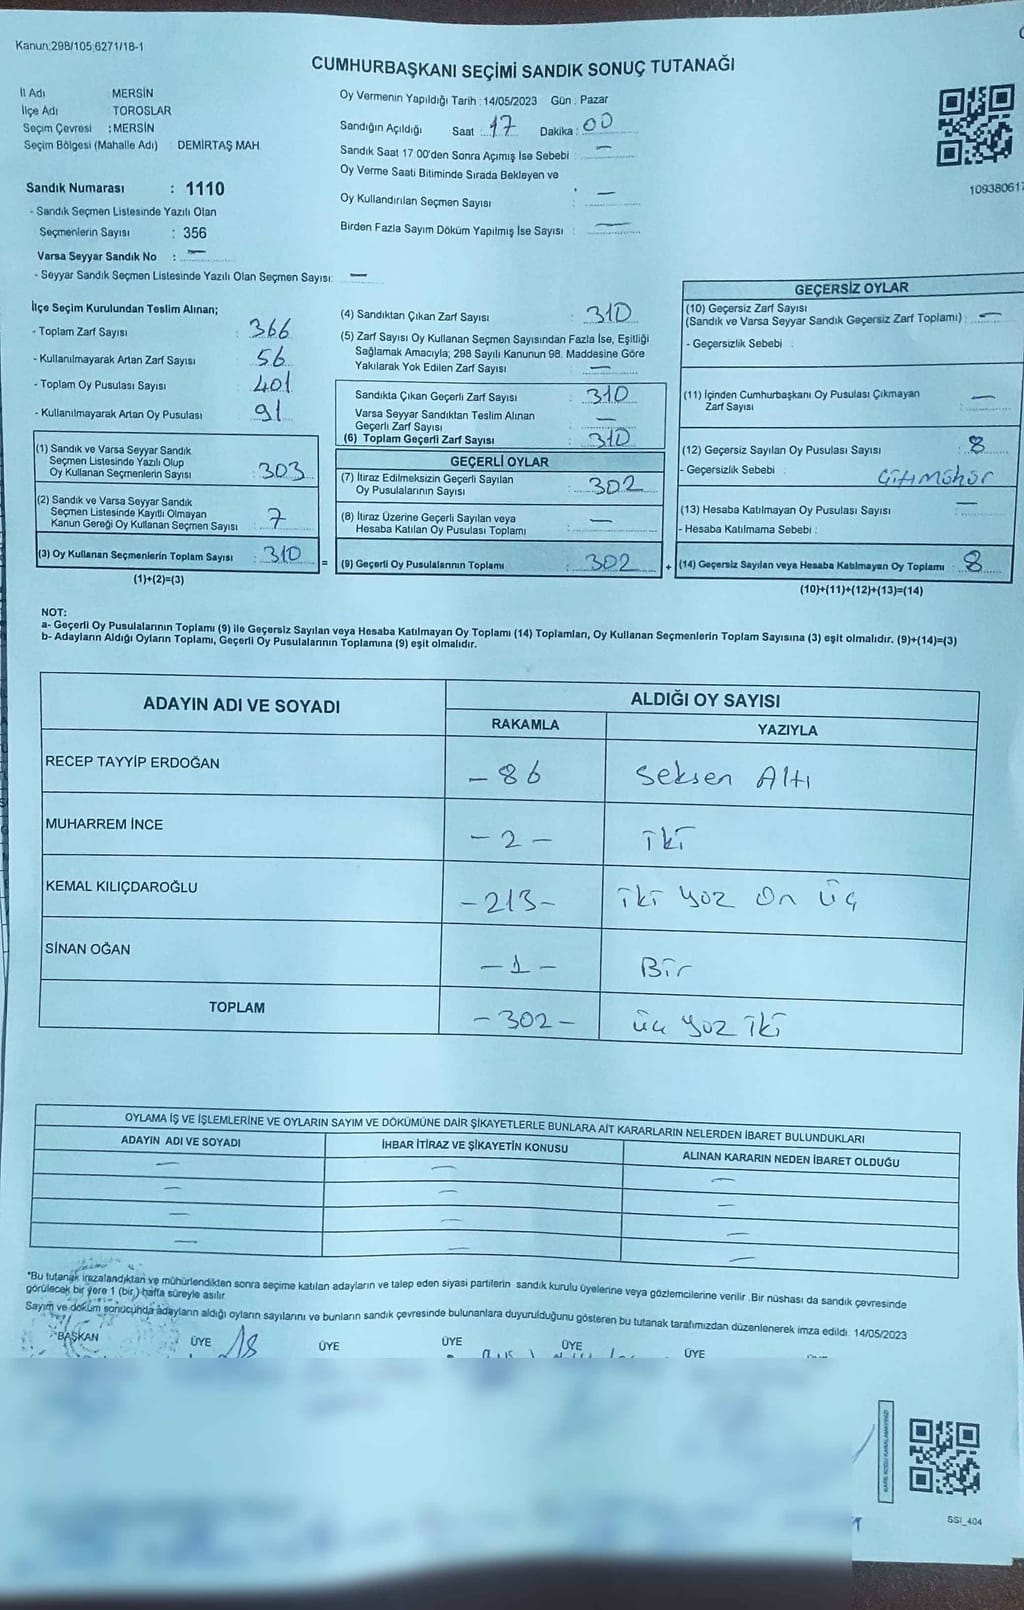 Kanun;298/105;6271/18-1
CUMHURBAŞKANI SEÇİMİ SANDIK SONUÇ TUTANAĞI
İl Adı MERSİN
İlçe Adı TOROSLAR
Seçim Çevresi : MERSİN
Seçim Bölgesi (Mahalle Adı) DEMİRTAŞ MAH.
Sandık Numarası : 1110
- Sandık Seçmen Listesinde Yazılı Olan
Seçmenlerin Sayısı : 356
Varsa Seyyar Sandık No : —
- Seyyar Sandık Seçmen Listesinde Yazılı Olan Seçmen Sayısı: —
Oy Vermenin Yapıldığı Tarih : 14/05/2023 Gün : Pazar
Sandığın Açıldığı Saat : 17 Dakika : 00
Sandık Saat 17 00'den Sonra Açımış İse Sebebi : —
Oy Verme Saati Bitiminde Sırada Bekleyen ve
Oy Kullandırılan Seçmen Sayısı : —
Birden Fazla Sayım Döküm Yapılmış İse Sayısı : —
109380617
İlçe Seçim Kurulundan Teslim Alınan;
- Toplam Zarf Sayısı : 366
- Kullanılmayarak Artan Zarf Sayısı : 56
- Toplam Oy Pusulası Sayısı : 401
- Kullanılmayarak Artan Oy Pusulası : 91
(1) Sandık ve Varsa Seyyar Sandık
Seçmen Listesinde Yazılı Olup
Oy Kullanan Seçmenlerin Sayısı : 303
(2) Sandık ve Varsa Seyyar Sandık
Seçmen Listesinde Kayıtlı Olmayan
Kanun Gereği Oy Kullanan Seçmen Sayısı : 7
(3) Oy Kullanan Seçmenlerin Toplam Sayısı : 310
(1)+(2)=(3)
=
(4) Sandıktan Çıkan Zarf Sayısı : 310
(5) Zarf Sayısı Oy Kullanan Seçmen Sayısından Fazla İse, Eşitliği
Sağlamak Amacıyla; 298 Sayılı Kanunun 98. Maddesine Göre
Yakılarak Yok Edilen Zarf Sayısı : —
Sandıkta Çıkan Geçerli Zarf Sayısı : 310
Varsa Seyyar Sandıktan Teslim Alınan
Geçerli Zarf Sayısı : —
(6) Toplam Geçerli Zarf Sayısı : 310
GEÇERLİ OYLAR
(7) İtiraz Edilmeksizin Geçerli Sayılan
Oy Pusulalarının Sayısı : 302
(8) İtiraz Üzerine Geçerli Sayılan veya
Hesaba Katılan Oy Pusulası Toplamı : —
(9) Geçerli Oy Pusulalarının Toplamı : 302
+
GEÇERSİZ OYLAR
(10) Geçersiz Zarf Sayısı
(Sandık ve Varsa Seyyar Sandık Geçersiz Zarf Toplamı) : —
- Geçersizlik Sebebi :
(11) İçinden Cumhurbaşkanı Oy Pusulası Çıkmayan
Zarf Sayısı : —
(12) Geçersiz Sayılan Oy Pusulası Sayısı : 8
- Geçersizlik Sebebi : Çift Mühür
(13) Hesaba Katılmayan Oy Pusulası Sayısı : —
- Hesaba Katılmama Sebebi :
(14) Geçersiz Sayılan veya Hesaba Katılmayan Oy Toplamı : 8
(10)+(11)+(12)+(13)=(14)
NOT:
a- Geçerli Oy Pusulalarının Toplamı (9) ile Geçersiz Sayılan veya Hesaba Katılmayan Oy Toplamı (14) Toplamları, Oy Kullanan Seçmenlerin Toplam Sayısına (3) eşit olmalıdır. (9)+(14)=(3)
b- Adayların Aldığı Oyların Toplamı, Geçerli Oy Pusulalarının Toplamına (9) eşit olmalıdır.
ADAYIN ADI VE SOYADI
ALDIĞI OY SAYISI
RAKAMLA YAZIYLA
RECEP TAYYİP ERDOĞAN – 86 Seksen Altı
MUHARREM İNCE – 2 – İki
KEMAL KILIÇDAROĞLU – 213 – iki yüz on üç
SİNAN OĞAN – 1 – Bir
TOPLAM – 302 – üç yüz iki
OYLAMA İŞ VE İŞLEMLERİNE VE OYLARIN SAYIM VE DÖKÜMÜNE DAİR ŞİKAYETLERLE BUNLARA AİT KARARLARIN NELERDEN İBARET BULUNDUKLARI
ADAYIN ADI VE SOYADI İHBAR İTİRAZ VE ŞİKAYETİN KONUSU ALINAN KARARIN NEDEN İBARET OLDUĞU
— — —
— — —
— — —
— — —
*Bu tutanak imzalandıktan ve mühürlendikten sonra seçime katılan adayların ve talep eden siyasi partilerin sandık kurulu üyelerine veya gözlemcilerine verilir. Bir nüshası da sandık çevresinde
görülecek bir yere 1 (bir ) hafta süreyle asılır
Sayım ve döküm sonucunda adayların aldığı oyların sayılarını ve bunların sandık çevresinde bulunanlara duyurulduğunu gösteren bu tutanak tarafımızdan düzenlenerek imza edildi. 14/05/2023
BAŞKAN ÜYE ÜYE ÜYE ÜYE ÜYE
SSİ_404